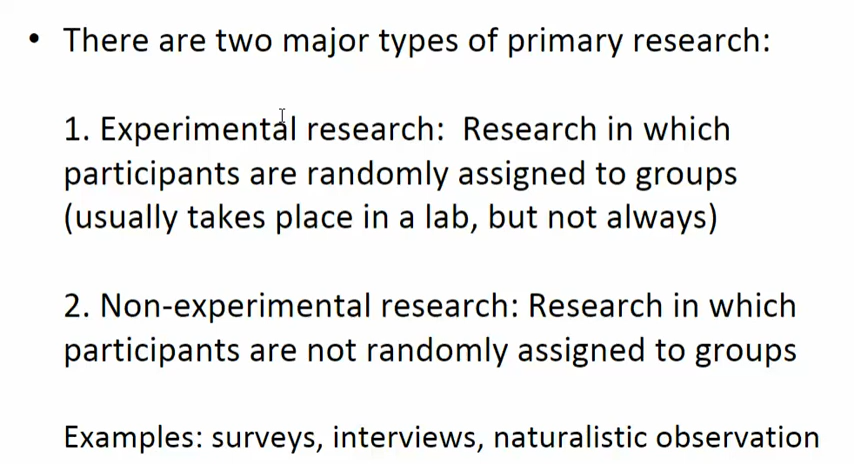 • There are two major types of primary research:
1. Experimental research:  Research in which
participants are randomly assigned to groups
(usually takes place in a lab, but not always)
2. Non-experimental research: Research in which
participants are not randomly assigned to groups
Examples: surveys, interviews, naturalistic observation